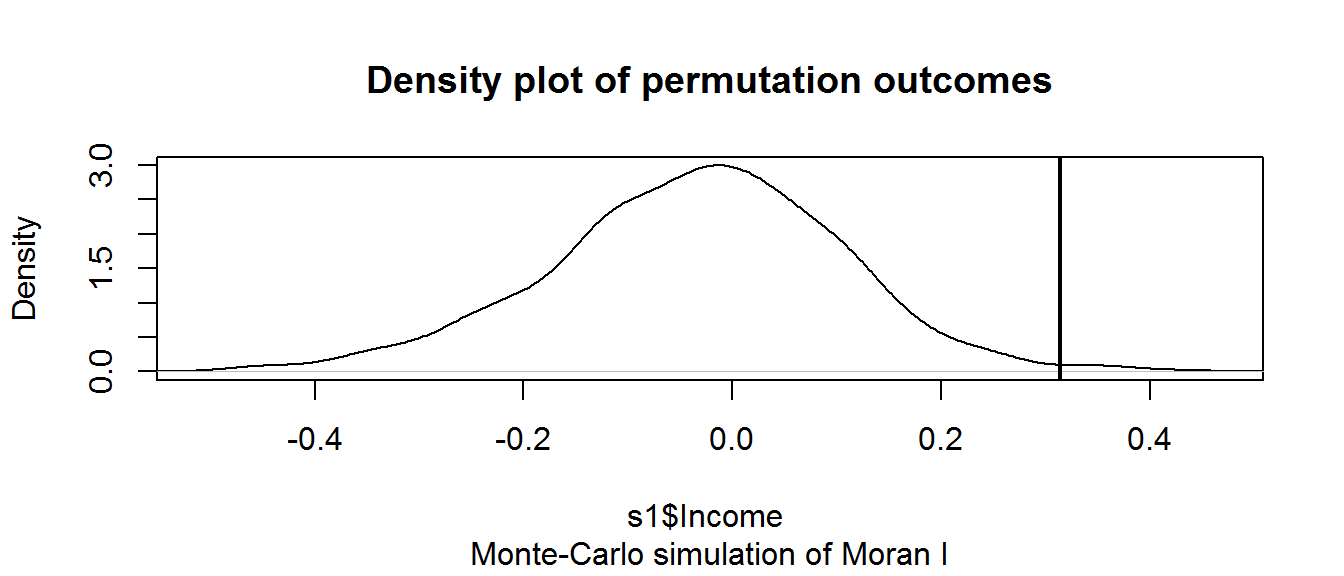 Density plot of permutation outcomes
Density
3.0
1.5
0.0
-0.4 -0.2 0.0 0.2 0.4
s1$Income
Monte-Carlo simulation of Moran I